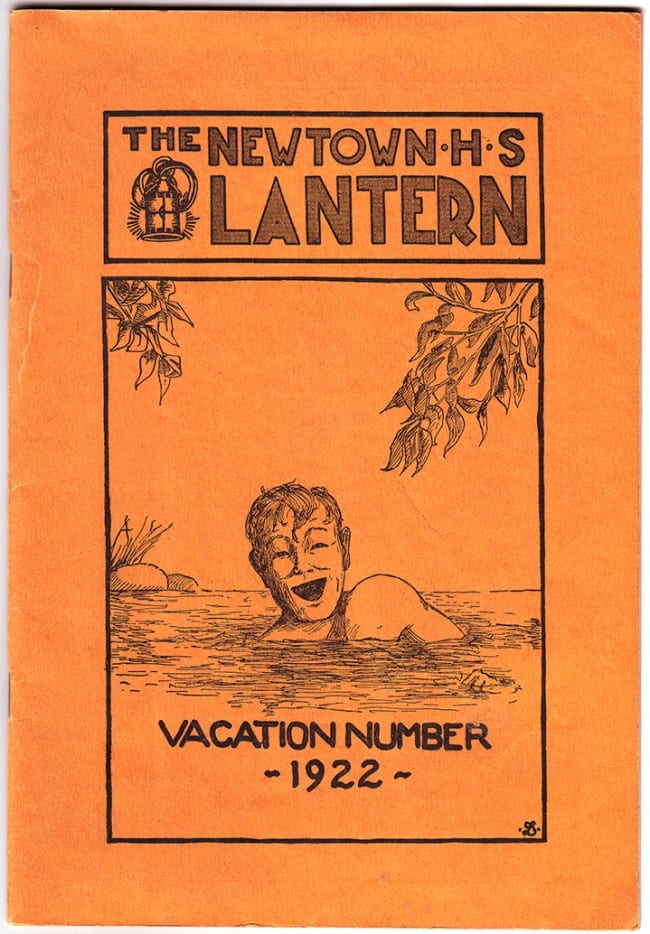 THE NEWTOWN·H·S
LANTERN
VACATION NUMBER
~1922~